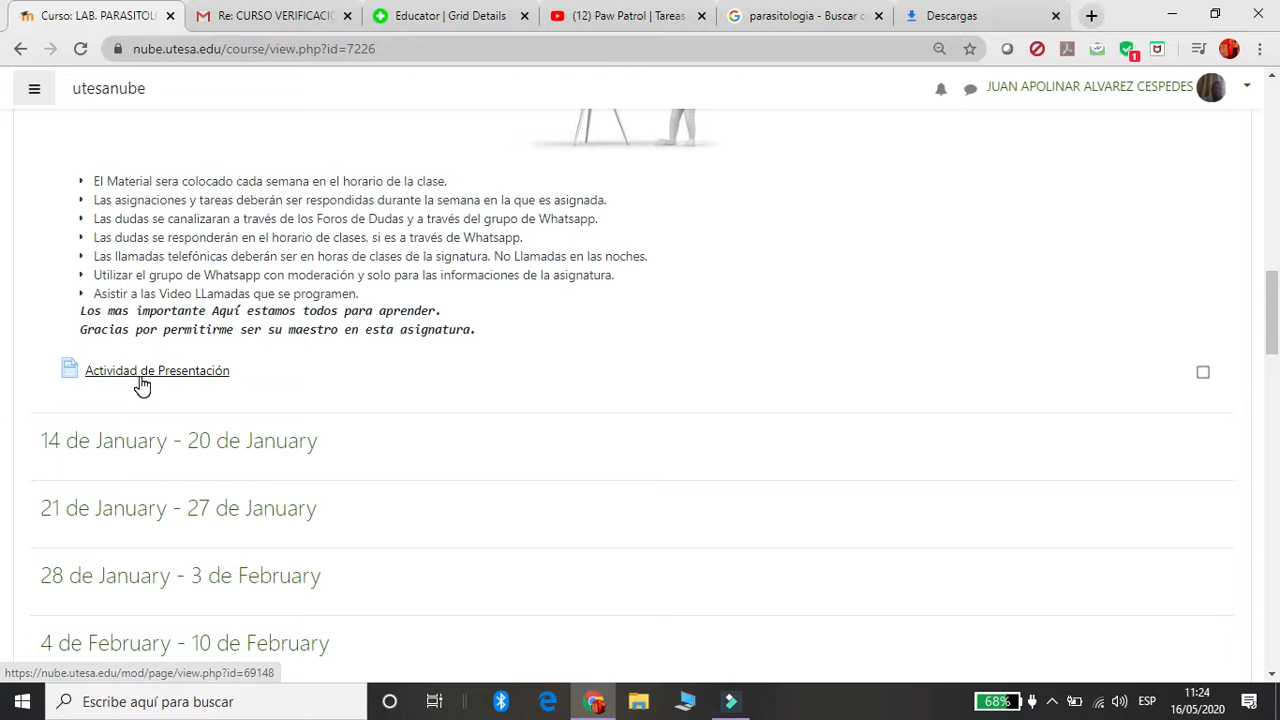 Curso: LAB. PARASITOL
Re: CURSO VERIFICACIO
Educator | Grid Details
(12) Paw Patrol | Tareas
parasitologia - Buscar c
Descargas
nube.utesa.edu/course/view.php?id=7226
1
utesanube
JUAN APOLINAR ALVAREZ CESPEDES
El Material sera colocado cada semana en el horario de la clase.
Las asignaciones y tareas deberán ser respondidas durante la semana en la que es asignada.
Las dudas se canalizaran a través de los Foros de Dudas y a través del grupo de Whatsapp.
Las dudas se responderán en el horario de clases, si es a través de Whatsapp.
Las llamadas telefónicas deberán ser en horas de clases de la signatura. No Llamadas en las noches.
Utilizar el grupo de Whatsapp con moderación y solo para las informaciones de la asignatura.
Asistir a las Video LLamadas que se programen.
Los mas importante Aquí estamos todos para aprender.
Gracias por permitirme ser su maestro en esta asignatura.
Actividad de Presentación
14 de January - 20 de January
21 de January - 27 de January
28 de January - 3 de February
4 de February - 10 de February
https://nube.utesa.edu/mod/page/view.php?id=69148
Escribe aquí para buscar
68%
ESP
11:24
16/05/2020